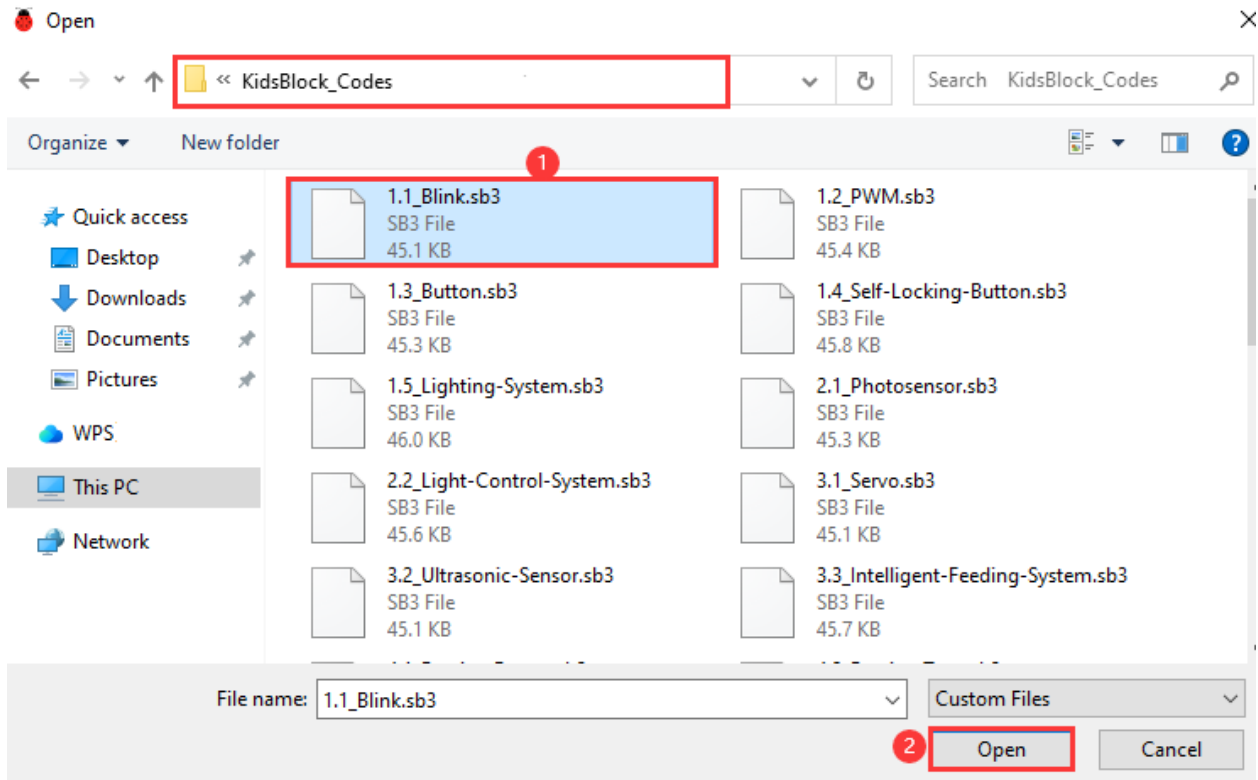 Open
« KidsBlock_Codes
Search KidsBlock_Codes
Organize
New folder
?
1
1.1_Blink.sb3
SB3 File
45.1 KB
1.2_PWM.sb3
SB3 File
45.4 KB
Quick access
Desktop
Downloads
Documents
Pictures
WPS
This PC
Network
1.3_Button.sb3
SB3 File
45.3 KB
1.4_Self-Locking-Button.sb3
SB3 File
45.8 KB
1.5_Lighting-System.sb3
SB3 File
46.0 KB
2.1_Photosensor.sb3
SB3 File
45.3 KB
2.2_Light-Control-System.sb3
SB3 File
45.6 KB
3.1_Servo.sb3
SB3 File
45.1 KB
3.2_Ultrasonic-Sensor.sb3
SB3 File
45.1 KB
3.3_Intelligent-Feeding-System.sb3
SB3 File
45.7 KB
File name: 1.1_Blink.sb3
Custom Files
2
Open
Cancel